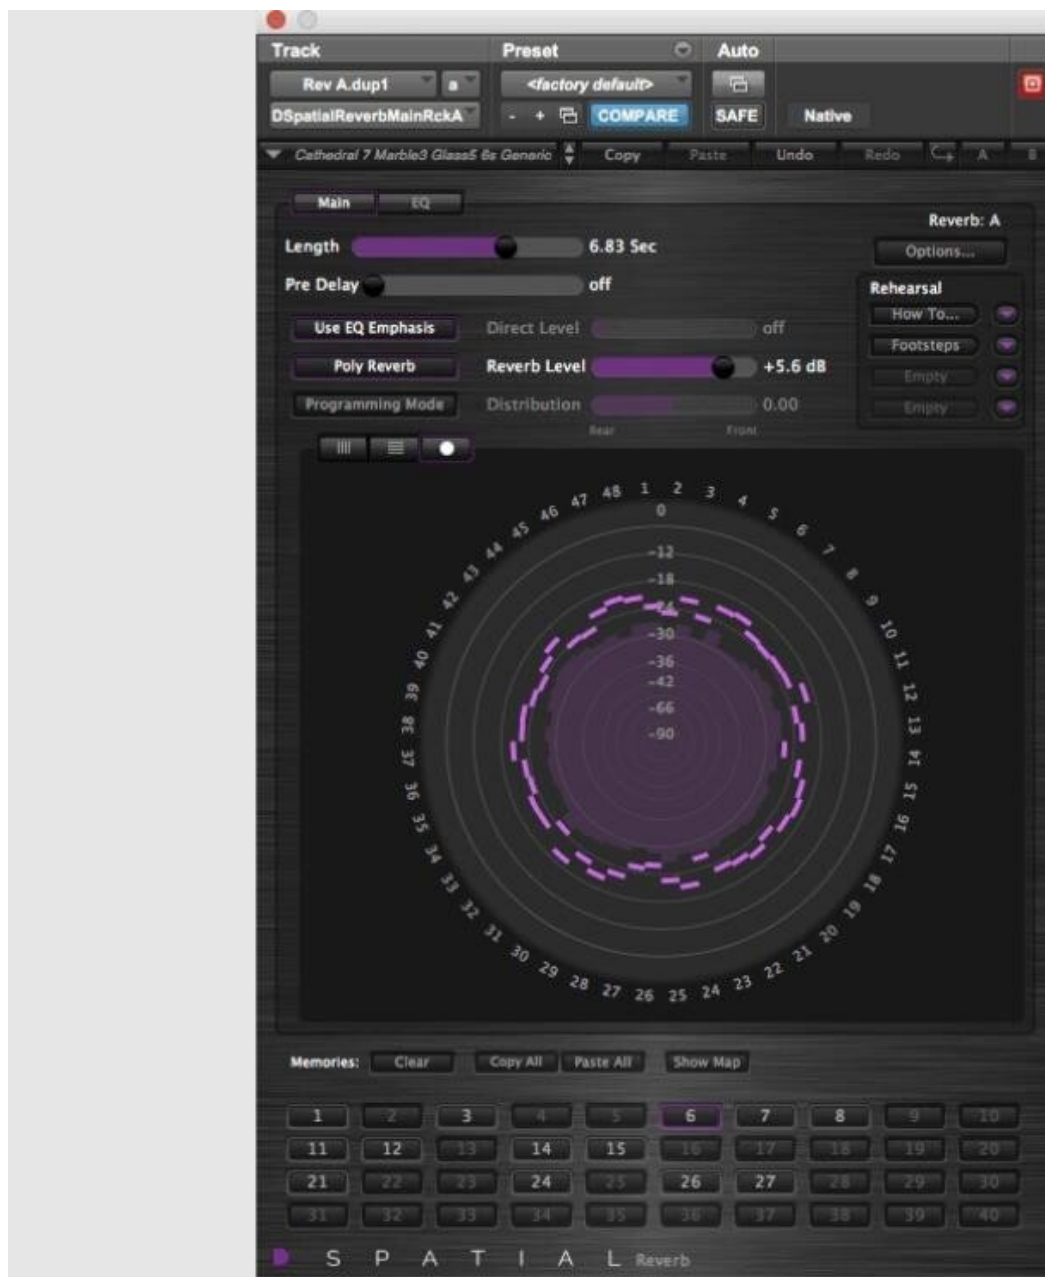 Track Preset Auto
Rev A.dup1 a <factory default>
DSpatialReverbMainRckA - + COMPARE SAFE Native
Cathedral 7 Marble3 Glass5 6s Generic Copy Paste Undo Redo A B
Main EQ
Reverb: A
Length 6.83 Sec
Options...
Pre Delay off
Rehearsal
How To...
Use EQ Emphasis Direct Level off
Footsteps
Poly Reverb Reverb Level +5.6 dB
Empty
Programming Mode Distribution 0.00
Empty
Rear Front
1 2 3 4 5 6 7 8 9 10 11 12 13 14 15 16 17 18 19 20 21 22 23 24 25 26 27 28 29 30 31 32 33 34 35 36 37 38 39 40 41 42 43 44 45 46 47 48
0
-12
-18
-24
-30
-36
-42
-66
-90
Memories: Clear Copy All Paste All Show Map
1 2 3 4 5 6 7 8 9 10
11 12 13 14 15 16 17 18 19 20
21 22 23 24 25 26 27 28 29 30
31 32 33 34 35 36 37 38 39 40
D SPATIAL Reverb